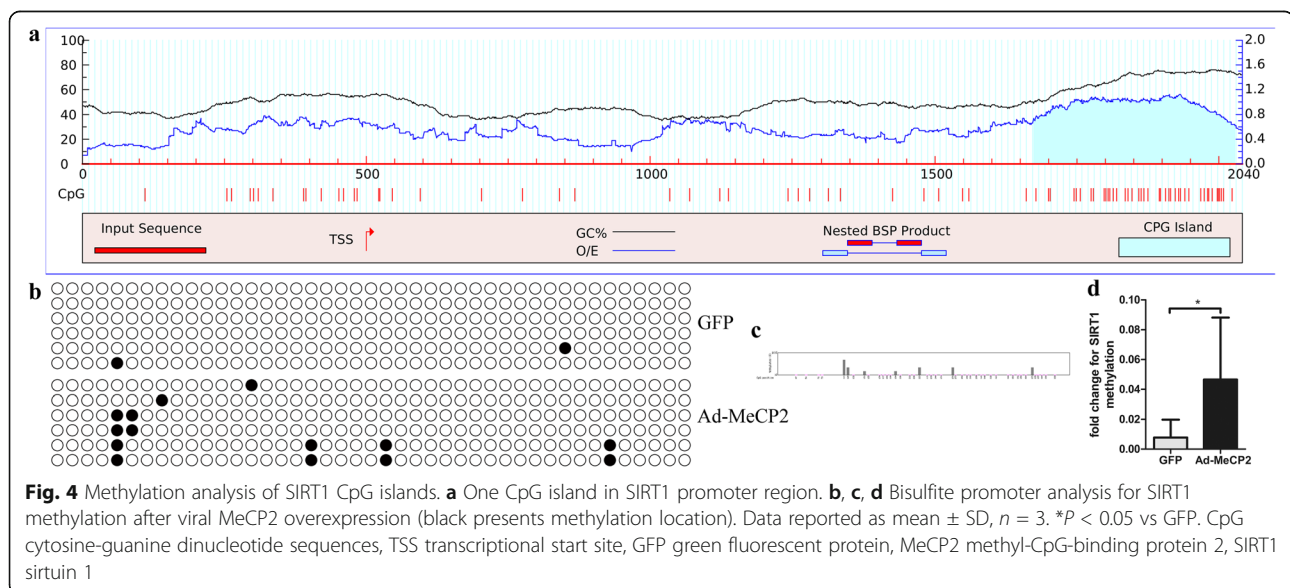 a
100
80
60
40
20
0
2.0
1.6
1.2
0.8
0.4
0.0
0 500 1000 1500 2040
CpG
Input Sequence
TSS
GC%
O/E
Nested BSP Product
CPG Island
b
GFP
Ad-MeCP2
c
d
*
fold change for SIRT1
methylation
0.10
0.08
0.06
0.04
0.02
0.00
GFP Ad-MeCP2
Fig. 4 Methylation analysis of SIRT1 CpG islands. a One CpG island in SIRT1 promoter region. b, c, d Bisulfite promoter analysis for SIRT1
methylation after viral MeCP2 overexpression (black presents methylation location). Data reported as mean ± SD, n = 3. *P < 0.05 vs GFP. CpG
cytosine-guanine dinucleotide sequences, TSS transcriptional start site, GFP green fluorescent protein, MeCP2 methyl-CpG-binding protein 2, SIRT1
sirtuin 1